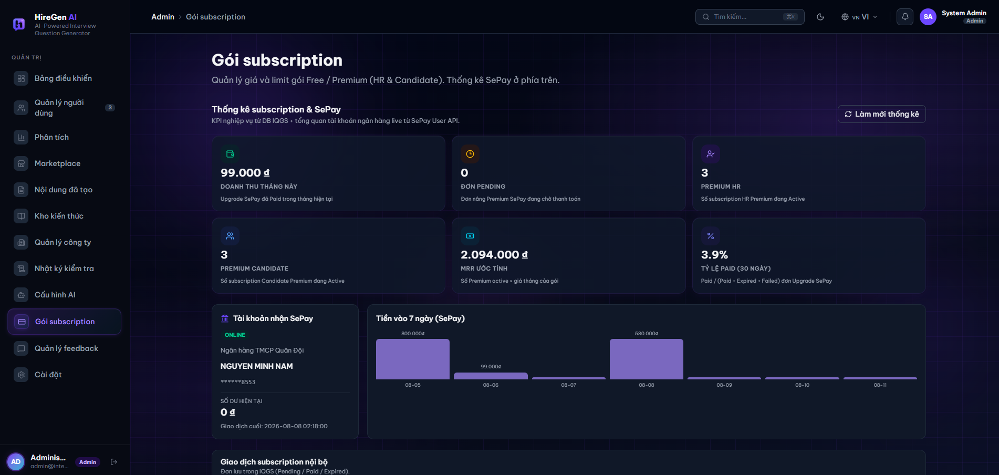 HireGen AI
AI-Powered Interview
Question Generator
QUẢN TRỊ
Bảng điều khiển
Quản lý người
dùng
3
Phân tích
Marketplace
Nội dung đã tạo
Kho kiến thức
Quản lý công ty
Nhật ký kiểm tra
Cấu hình AI
Gói subscription
Quản lý feedback
Cài đặt
AD
Adminis...
admin@inte...
Admin
Admin > Gói subscription
Tìm kiếm...
⌘K
VN VI
SA
System Admin
Admin
Gói subscription
Quản lý giá và limit gói Free / Premium (HR & Candidate). Thống kê SePay ở phía trên.
Thống kê subscription & SePay
KPI nghiệp vụ từ DB IQGS + tổng quan tài khoản ngân hàng live từ SePay User API.
Làm mới thống kê
99.000 ₫
DOANH THU THÁNG NÀY
Upgrade SePay đã Paid trong tháng hiện tại
0
ĐƠN PENDING
Đơn nâng Premium SePay đang chờ thanh toán
3
PREMIUM HR
Số subscription HR Premium đang Active
3
PREMIUM CANDIDATE
Số subscription Candidate Premium đang Active
2.094.000 ₫
MRR ƯỚC TÍNH
Số Premium active × giá tháng của gói
3.9%
TỶ LỆ PAID (30 NGÀY)
Paid / (Paid + Expired + Failed) đơn Upgrade SePay
Tài khoản nhận SePay
ONLINE
Ngân hàng TMCP Quân Đội
NGUYEN MINH NAM
******8553
SỐ DƯ HIỆN TẠI
0 ₫
Giao dịch cuối: 2026-08-08 02:18:00
Tiền vào 7 ngày (SePay)
800.000₫
99.000₫
580.000₫
08-05
08-06
08-07
08-08
08-09
08-10
08-11
Giao dịch subscription nội bộ
Đơn lưu trong IQGS (Pending / Paid / Expired).